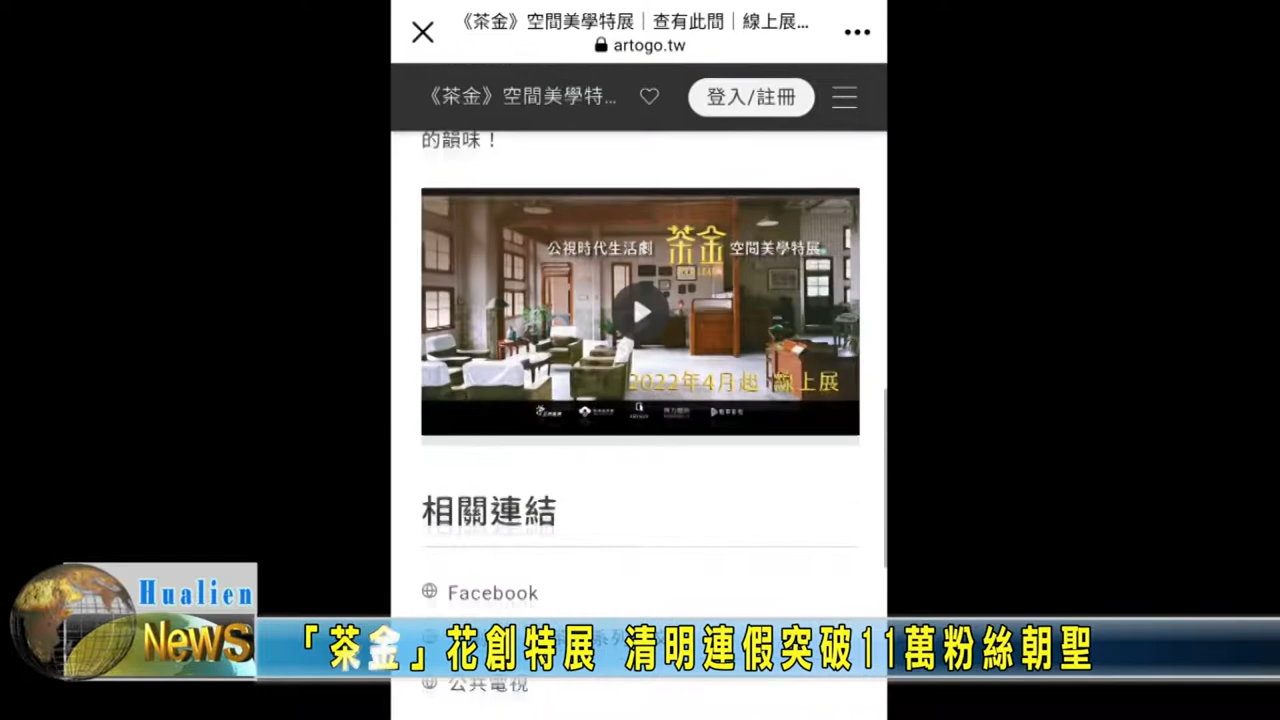 《茶金》空間美學特展｜查有此問｜線上展...
artogo.tw
《茶金》空間美學特...
登入/註冊
的韻味！
公視時代生活劇 茶金 空間美學特展
2022年4月起 線上展
相關連結
Facebook
公共電視
Hualien
NewS
「茶金」花創特展 清明連假突破11萬粉絲朝聖